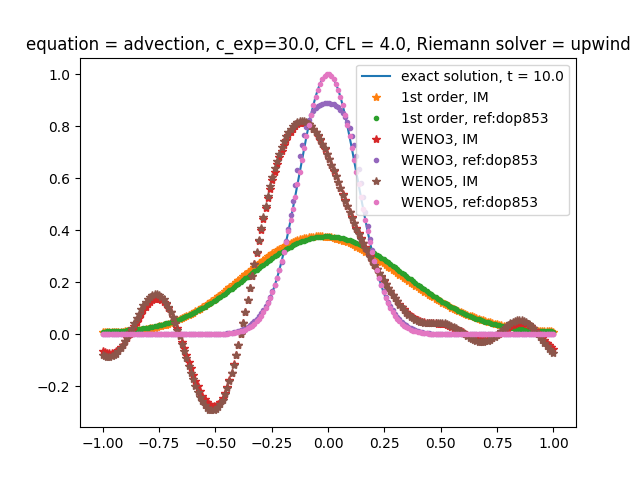 equation = advection, c_exp=30.0, CFL = 4.0, Riemann solver = upwind
exact solution, t = 10.0
1st order, IM
1st order, ref:dop853
WENO3, IM
WENO3, ref:dop853
WENO5, IM
WENO5, ref:dop853
1.0
0.8
0.6
0.4
0.2
0.0
−0.2
−1.00 −0.75 −0.50 −0.25 0.00 0.25 0.50 0.75 1.00